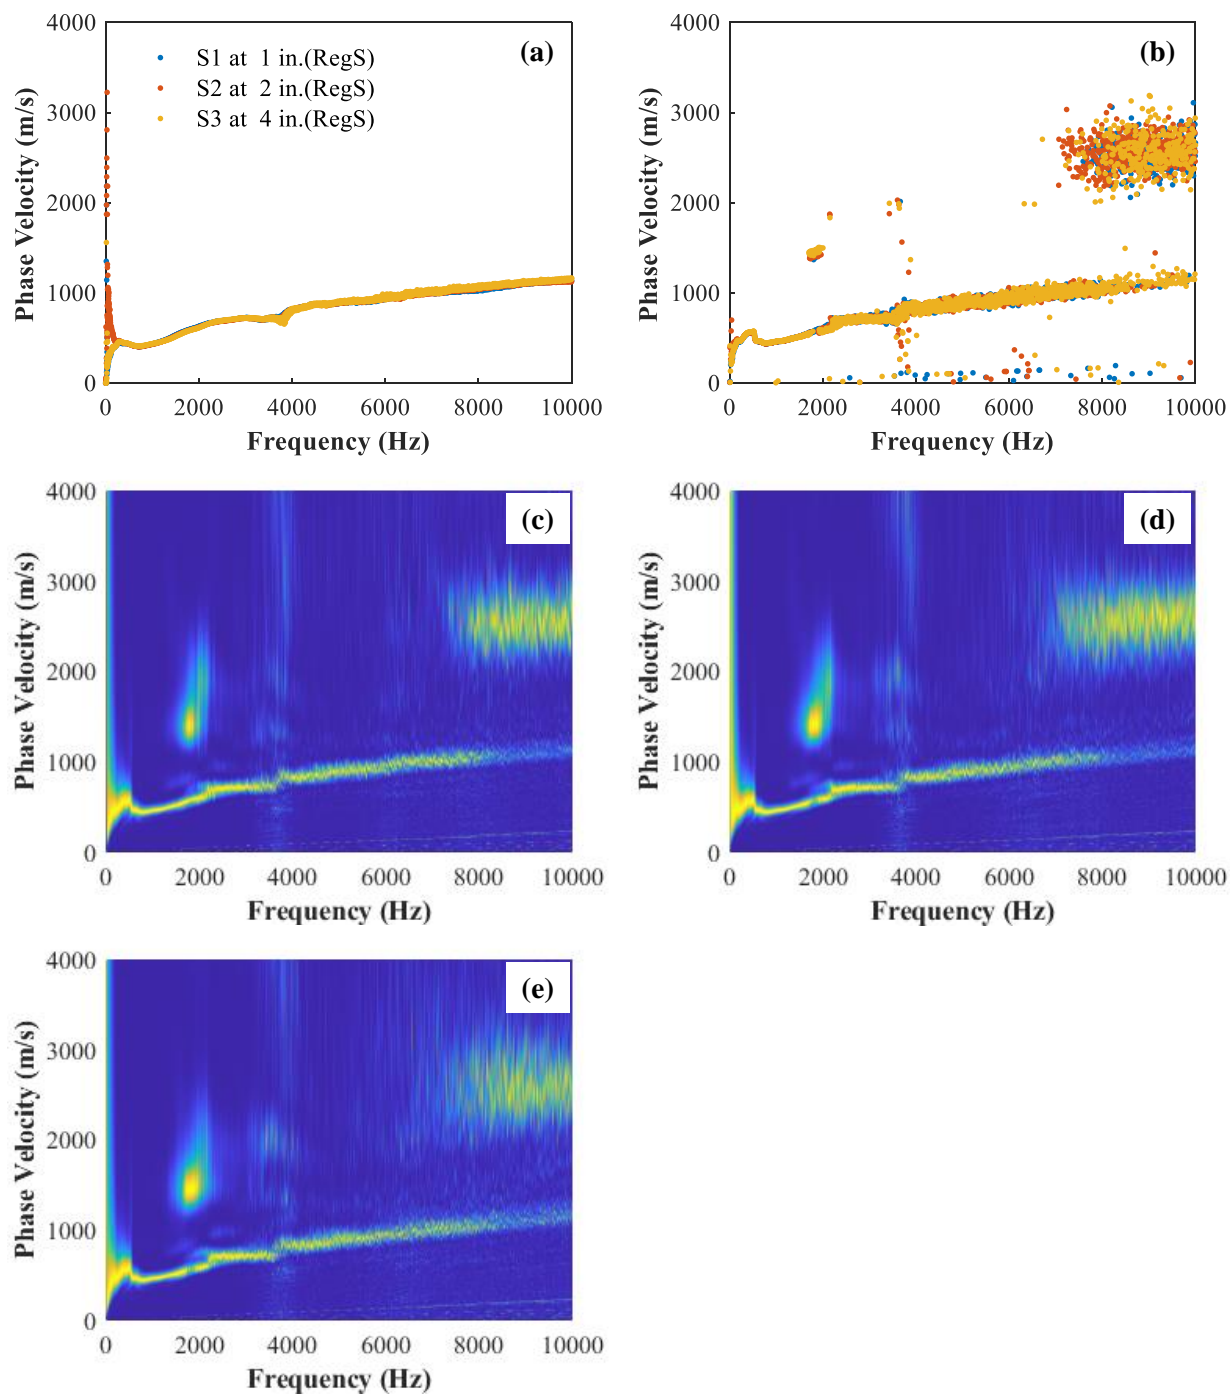 4000
3000
2000
1000
0
Phase Velocity (m/s)
(a)
S1 at 1 in.(RegS)
S2 at 2 in.(RegS)
S3 at 4 in.(RegS)
0 2000 4000 6000 8000 10000
Frequency (Hz)
4000
3000
2000
1000
0
Phase Velocity (m/s)
(b)
0 2000 4000 6000 8000 10000
Frequency (Hz)
4000
3000
2000
1000
0
Phase Velocity (m/s)
(c)
0 2000 4000 6000 8000 10000
Frequency (Hz)
4000
3000
2000
1000
0
Phase Velocity (m/s)
(d)
0 2000 4000 6000 8000 10000
Frequency (Hz)
4000
3000
2000
1000
0
Phase Velocity (m/s)
(e)
0 2000 4000 6000 8000 10000
Frequency (Hz)